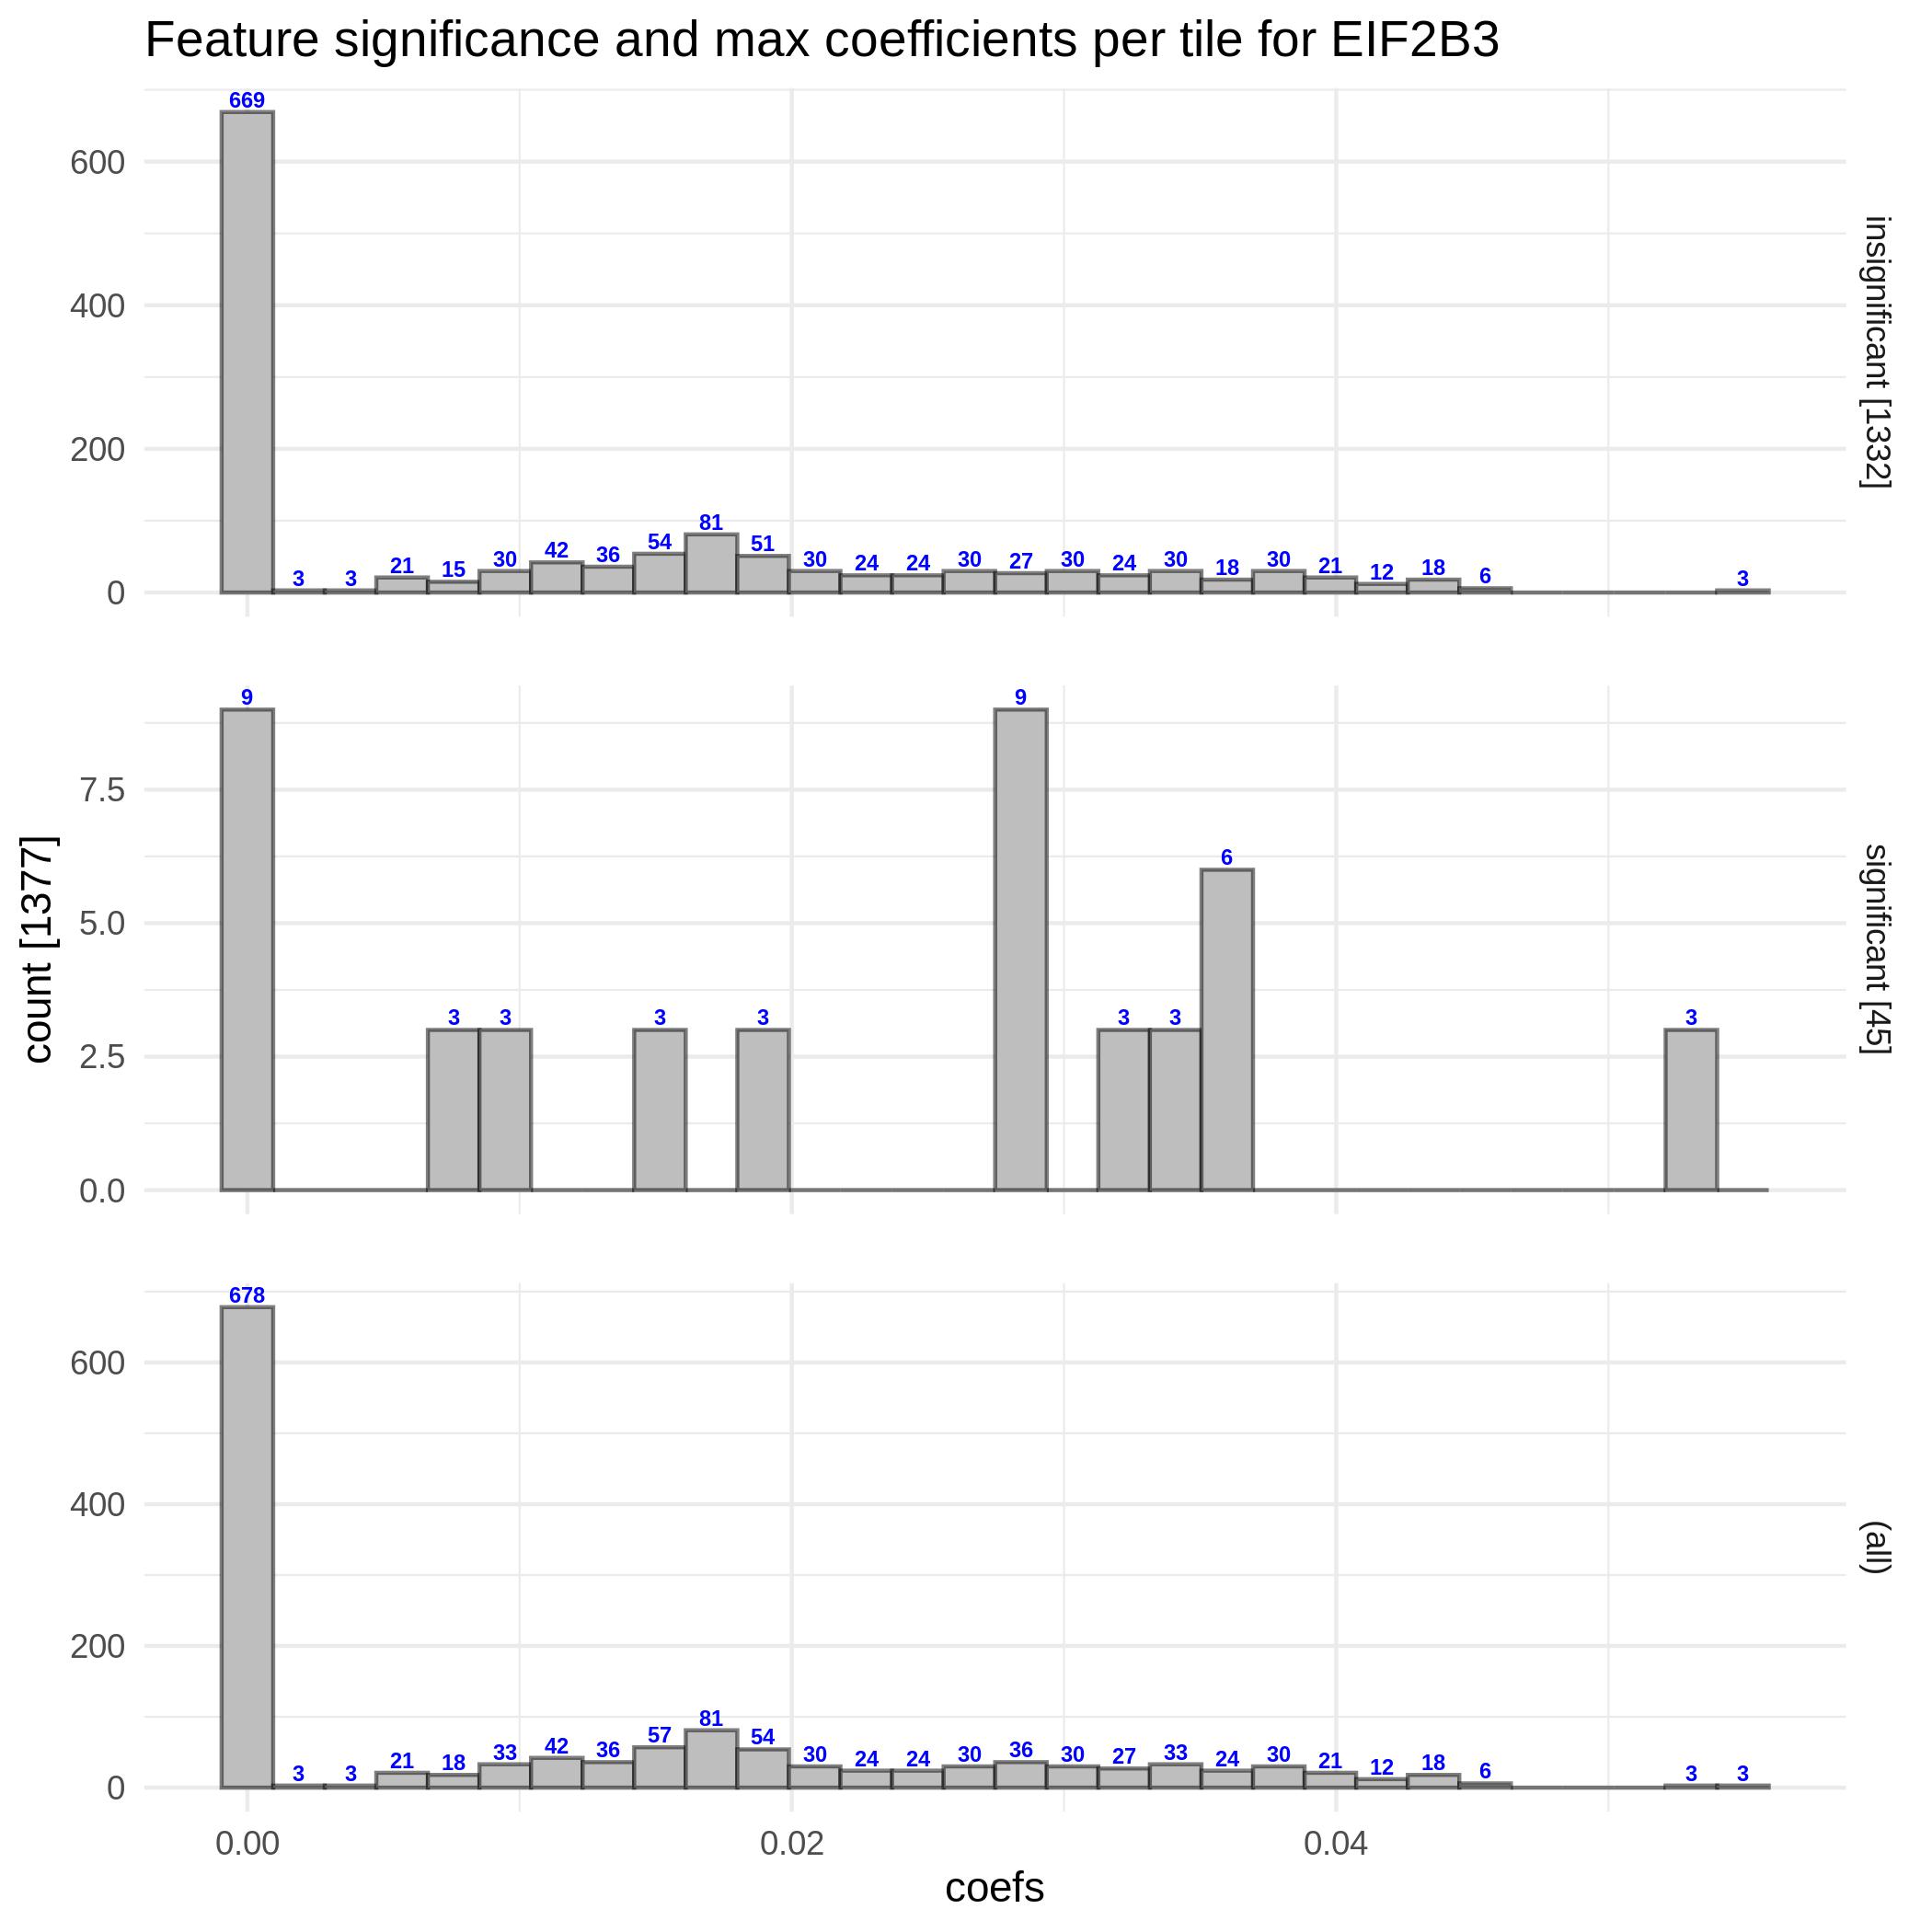 Feature significance and max coefficients per tile for EIF2B3
669
600
400
200
0
3 3 21 15 30 42 36 54 81 51 30 24 24 30 27 30 24 30 18 30 21 12 18 6 3
insignificant [1332]
9 3 3 3 3 9 3 3 6 3
7.5
5.0
2.5
0.0
significant [45]
count [1377]
678
600
400
200
0
3 3 21 18 33 42 36 57 81 54 30 24 24 30 36 30 27 33 24 30 21 12 18 6 3 3
(all)
0.00 0.02 0.04
coefs